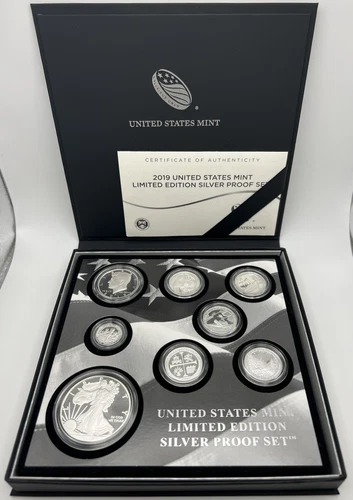 UNITED STATES MINT
CERTIFICATE OF AUTHENTICITY
2019 UNITED STATES MINT
LIMITED EDITION SILVER PROOF SET
UNITED STATES MINT
LIMITED EDITION
SILVER PROOF SET™